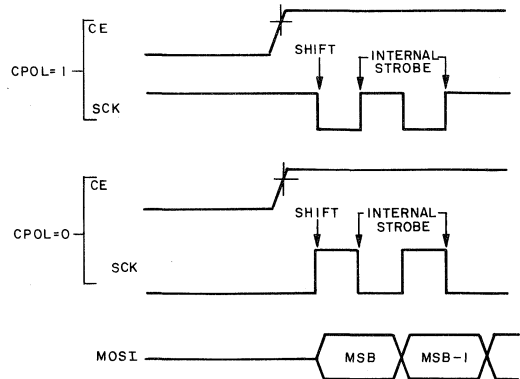 CE
SHIFT
INTERNAL
STROBE
CPOL=1
SCK
CE
SHIFT
INTERNAL
STROBE
CPOL=0
SCK
MOSI
MSB
MSB-1